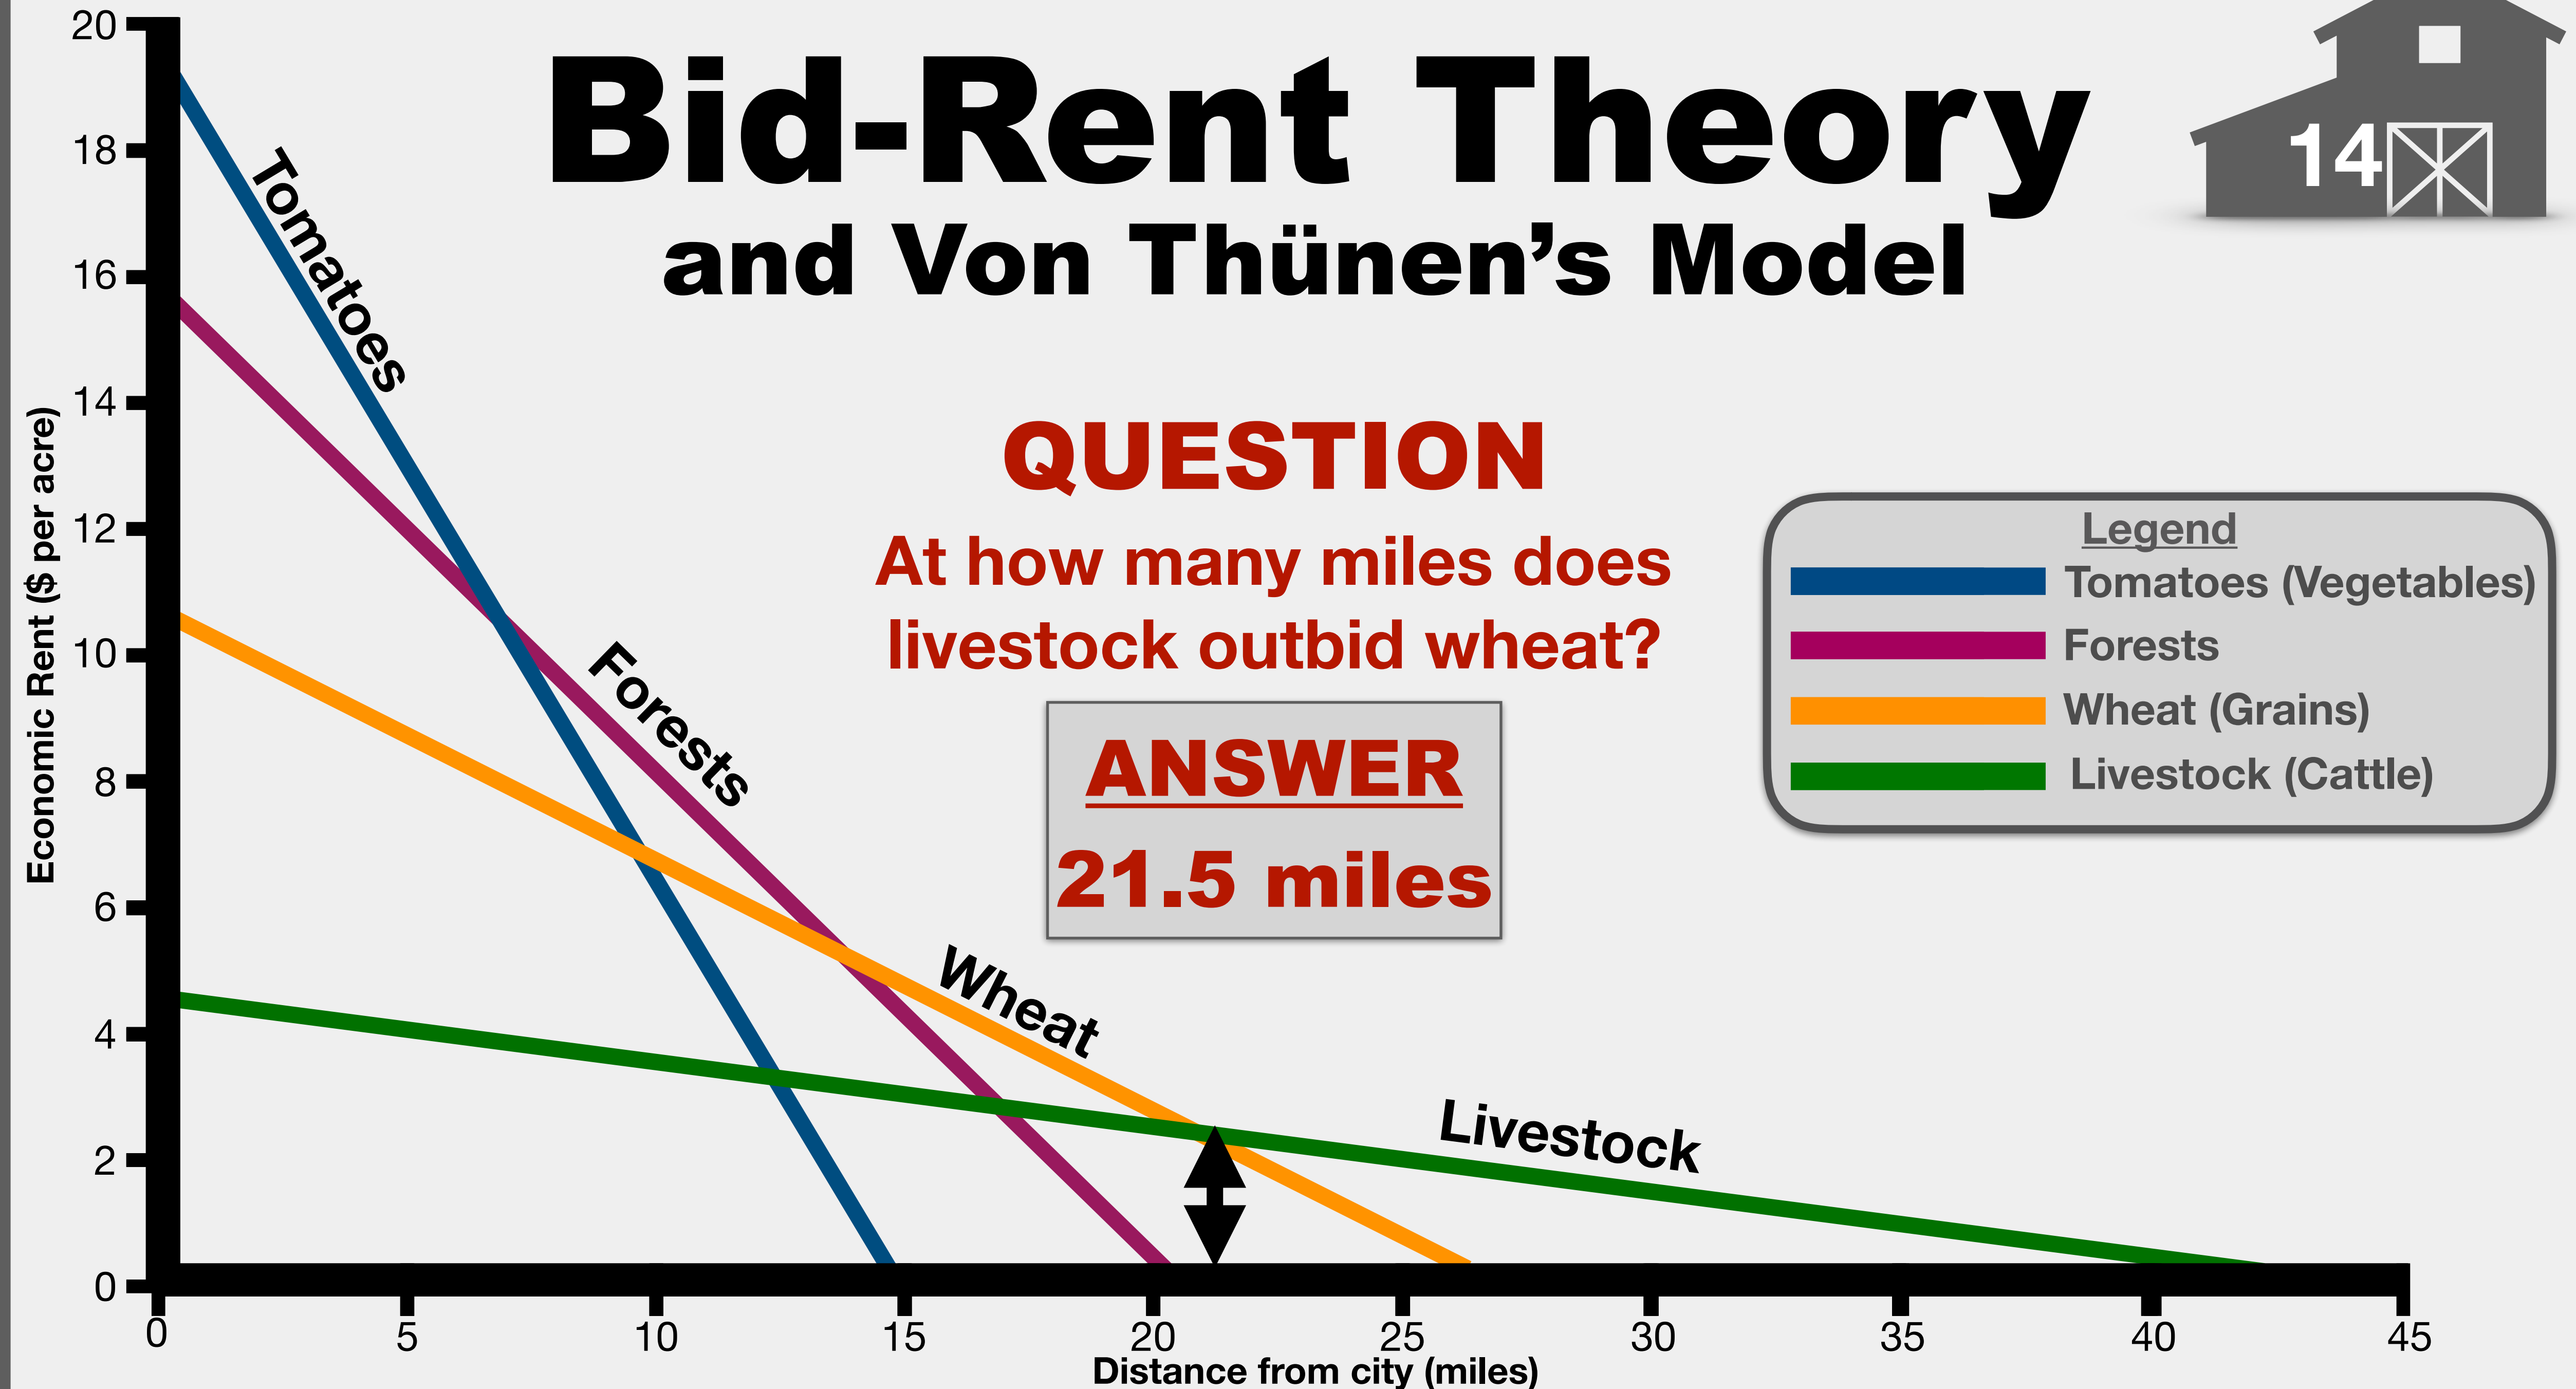 Bid-Rent Theory
and Von Thünen’s Model
14
QUESTION
At how many miles does
livestock outbid wheat?
ANSWER
21.5 miles
Legend
Tomatoes (Vegetables)
Forests
Wheat (Grains)
Livestock (Cattle)
Economic Rent ($ per acre)
20
18
16
14
12
10
8
6
4
2
0
Tomatoes
Forests
Wheat
Livestock
0 5 10 15 20 25 30 35 40 45
Distance from city (miles)